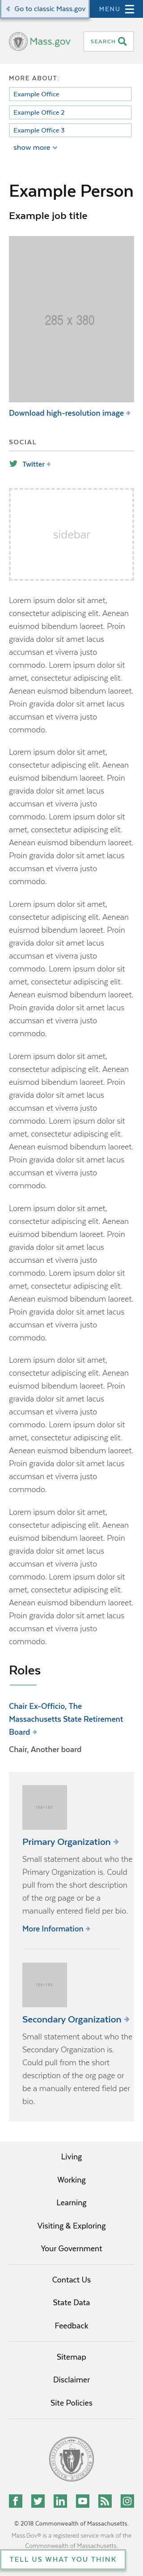 Go to classic Mass.gov
MENU
Mass.gov
SEARCH
MORE ABOUT:
Example Office
Example Office 2
Example Office 3
show more
Example Person
Example job title
285 x 380
Download high-resolution image
SOCIAL
Twitter
sidebar
Lorem ipsum dolor sit amet,
consectetur adipiscing elit. Aenean
euismod bibendum laoreet. Proin
gravida dolor sit amet lacus
accumsan et viverra justo
commodo. Lorem ipsum dolor sit
amet, consectetur adipiscing elit.
Aenean euismod bibendum laoreet.
Proin gravida dolor sit amet lacus
accumsan et viverra justo
commodo.
Lorem ipsum dolor sit amet,
consectetur adipiscing elit. Aenean
euismod bibendum laoreet. Proin
gravida dolor sit amet lacus
accumsan et viverra justo
commodo. Lorem ipsum dolor sit
amet, consectetur adipiscing elit.
Aenean euismod bibendum laoreet.
Proin gravida dolor sit amet lacus
accumsan et viverra justo
commodo.
Lorem ipsum dolor sit amet,
consectetur adipiscing elit. Aenean
euismod bibendum laoreet. Proin
gravida dolor sit amet lacus
accumsan et viverra justo
commodo. Lorem ipsum dolor sit
amet, consectetur adipiscing elit.
Aenean euismod bibendum laoreet.
Proin gravida dolor sit amet lacus
accumsan et viverra justo
commodo.
Lorem ipsum dolor sit amet,
consectetur adipiscing elit. Aenean
euismod bibendum laoreet. Proin
gravida dolor sit amet lacus
accumsan et viverra justo
commodo. Lorem ipsum dolor sit
amet, consectetur adipiscing elit.
Aenean euismod bibendum laoreet.
Proin gravida dolor sit amet lacus
accumsan et viverra justo
commodo.
Lorem ipsum dolor sit amet,
consectetur adipiscing elit. Aenean
euismod bibendum laoreet. Proin
gravida dolor sit amet lacus
accumsan et viverra justo
commodo. Lorem ipsum dolor sit
amet, consectetur adipiscing elit.
Aenean euismod bibendum laoreet.
Proin gravida dolor sit amet lacus
accumsan et viverra justo
commodo.
Lorem ipsum dolor sit amet,
consectetur adipiscing elit. Aenean
euismod bibendum laoreet. Proin
gravida dolor sit amet lacus
accumsan et viverra justo
commodo. Lorem ipsum dolor sit
amet, consectetur adipiscing elit.
Aenean euismod bibendum laoreet.
Proin gravida dolor sit amet lacus
accumsan et viverra justo
commodo.
Lorem ipsum dolor sit amet,
consectetur adipiscing elit. Aenean
euismod bibendum laoreet. Proin
gravida dolor sit amet lacus
accumsan et viverra justo
commodo. Lorem ipsum dolor sit
amet, consectetur adipiscing elit.
Aenean euismod bibendum laoreet.
Proin gravida dolor sit amet lacus
accumsan et viverra justo
commodo.
Roles
Chair Ex-Officio, The
Massachusetts State Retirement
Board
Chair, Another board
Primary Organization
Small statement about who the
Primary Organization is. Could
pull from the short description
of the org page or be a
manually entered field per bio.
More Information
Secondary Organization
Small statement about who the
Secondary Organization is.
Could pull from the short
description of the org page or
be a manually entered field per
bio.
Living
Working
Learning
Visiting & Exploring
Your Government
Contact Us
State Data
Feedback
Sitemap
Disclaimer
Site Policies
© 2018 Commonwealth of Massachusetts.
Mass.Gov® is a registered service mark of the
Commonwealth of Massachusetts.
TELL US WHAT YOU THINK